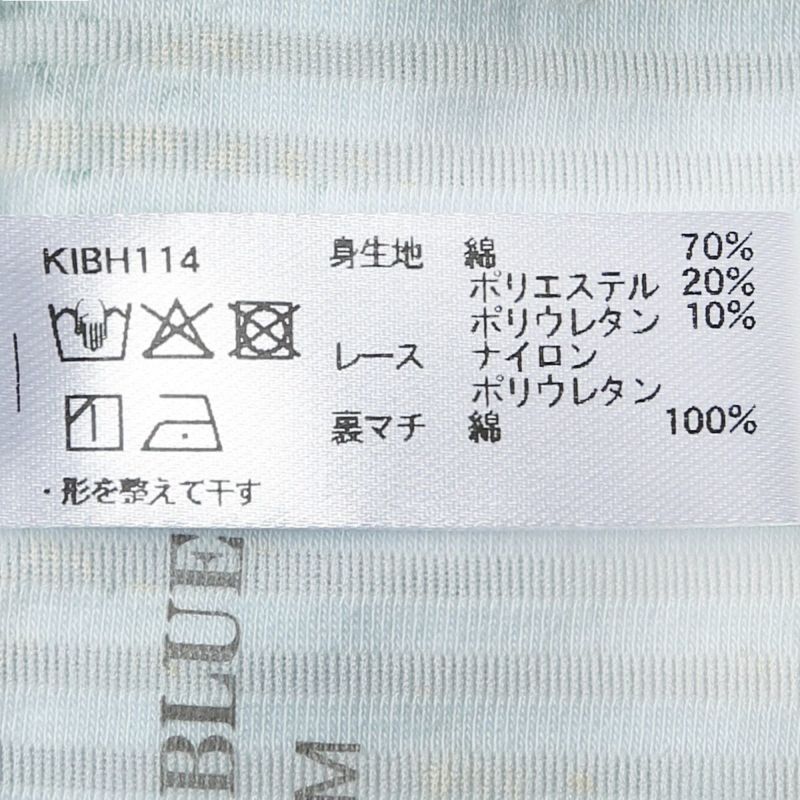 KIBH114
・形を整えて干す
身生地 綿 70%
ポリエステル 20%
ポリウレタン 10%
レース ナイロン
ポリウレタン
裏マチ 綿 100%
BLUE
M